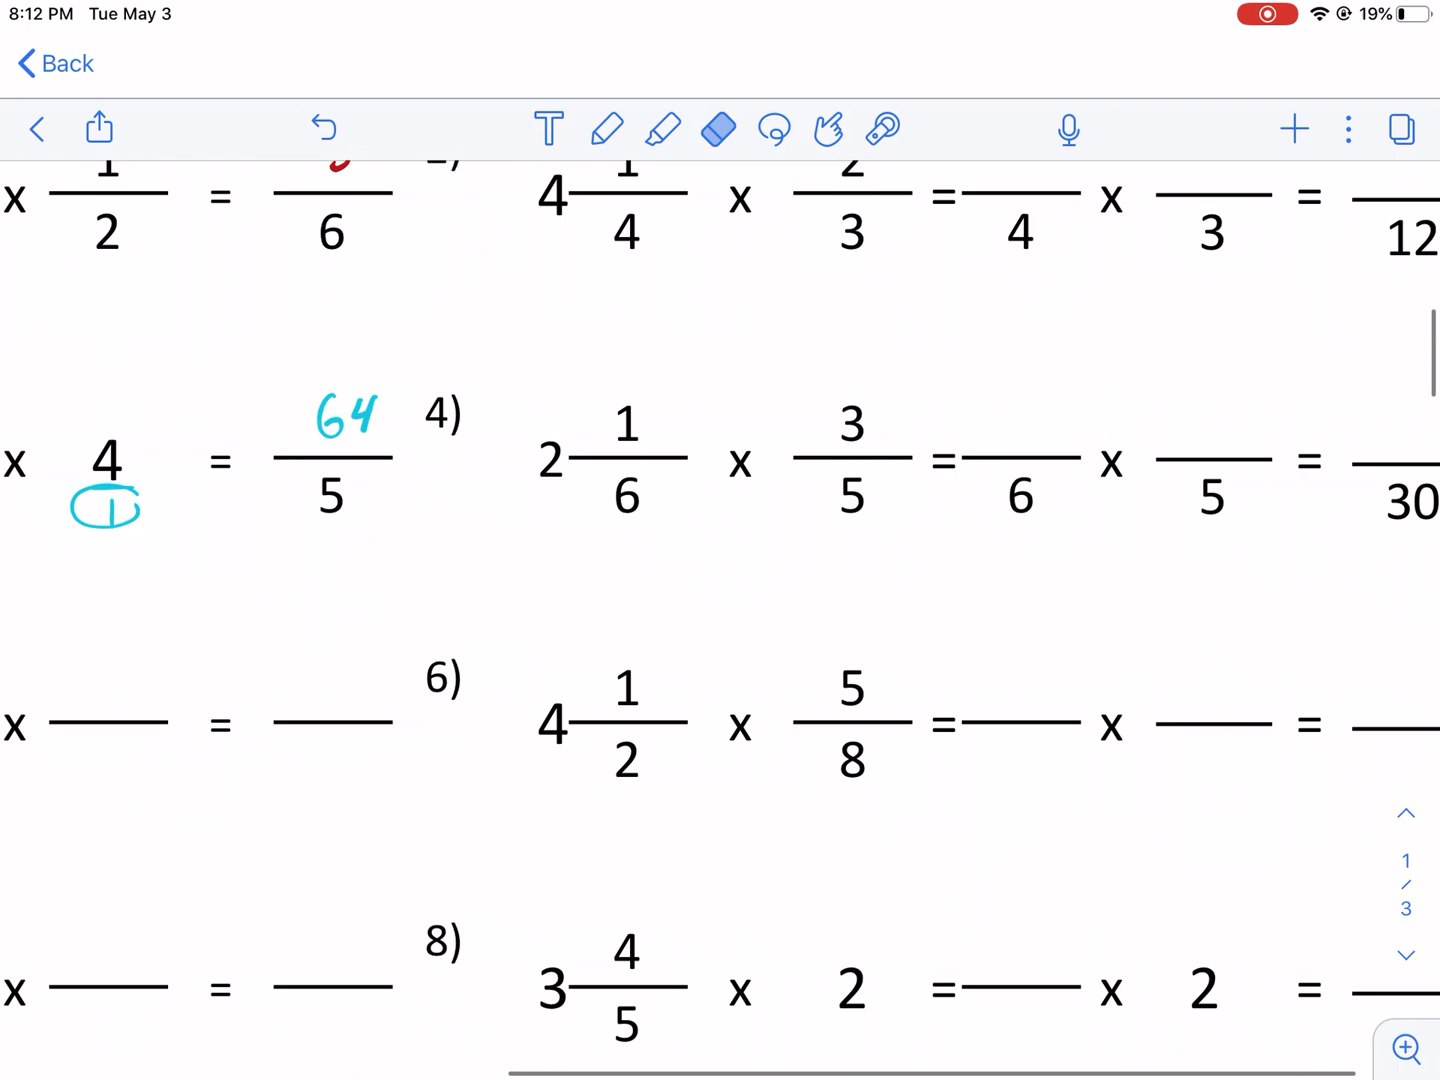 8:12 PM Tue May 3
19%
Back
1 2
x = 4 x = x =
2 6 4 3 4 3 12
64 4) 1 3
x 4 = 2 x = x =
1 5 6 5 6 5 30
6) 1 5
x = 4 x = x =
2 8
1
/
3
8) 4
x = 3 x 2 = x 2 =
5